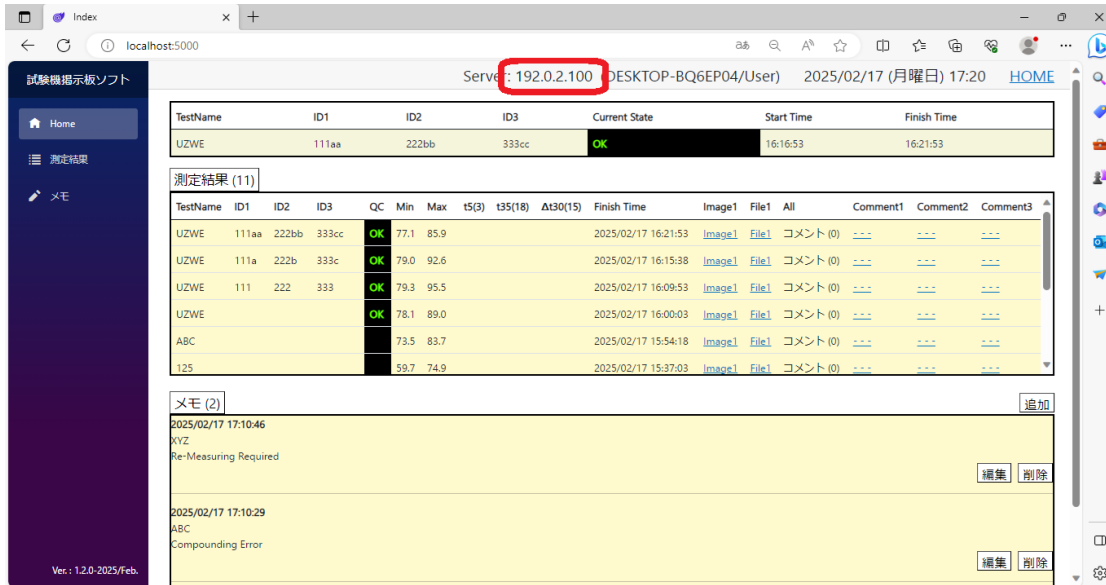 Index
localhost:5000
試験機掲示板ソフト
Server: 192.0.2.100 (DESKTOP-BQ6EP04/User) 2025/02/17 (月曜日) 17:20 HOME
Home
測定結果
メモ
TestName ID1 ID2 ID3 Current State Start Time Finish Time
UZWE 111aa 222bb 333cc OK 16:16:53 16:21:53
測定結果 (11)
TestName ID1 ID2 ID3 QC Min Max t5(3) t35(18) Δt30(15) Finish Time Image1 File1 All Comment1 Comment2 Comment3
UZWE 111aa 222bb 333cc OK 77.1 85.9 2025/02/17 16:21:53 Image1 File1 コメント (0) - - - - - - - - -
UZWE 111a 222b 333c OK 79.0 92.6 2025/02/17 16:15:38 Image1 File1 コメント (0) - - - - - - - - -
UZWE 111 222 333 OK 79.3 95.5 2025/02/17 16:09:53 Image1 File1 コメント (0) - - - - - - - - -
UZWE OK 78.1 89.0 2025/02/17 16:00:03 Image1 File1 コメント (0) - - - - - - - - -
ABC 73.5 83.7 2025/02/17 15:54:18 Image1 File1 コメント (0) - - - - - - - - -
125 59.7 74.9 2025/02/17 15:37:03 Image1 File1 コメント (0) - - - - - - - - -
メモ (2) 追加
2025/02/17 17:10:46
XYZ
Re-Measuring Required
編集 削除
2025/02/17 17:10:29
ABC
Compounding Error
編集 削除
Ver. : 1.2.0-2025/Feb.